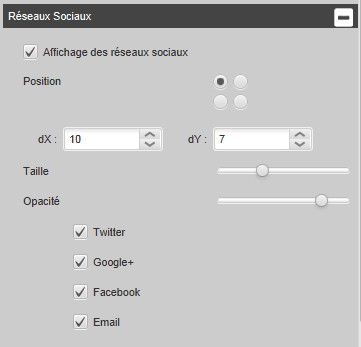 Réseaux Sociaux
Affichage des réseaux sociaux
Position
dX : 10 dY : 7
Taille
Opacité
Twitter
Google+
Facebook
Email